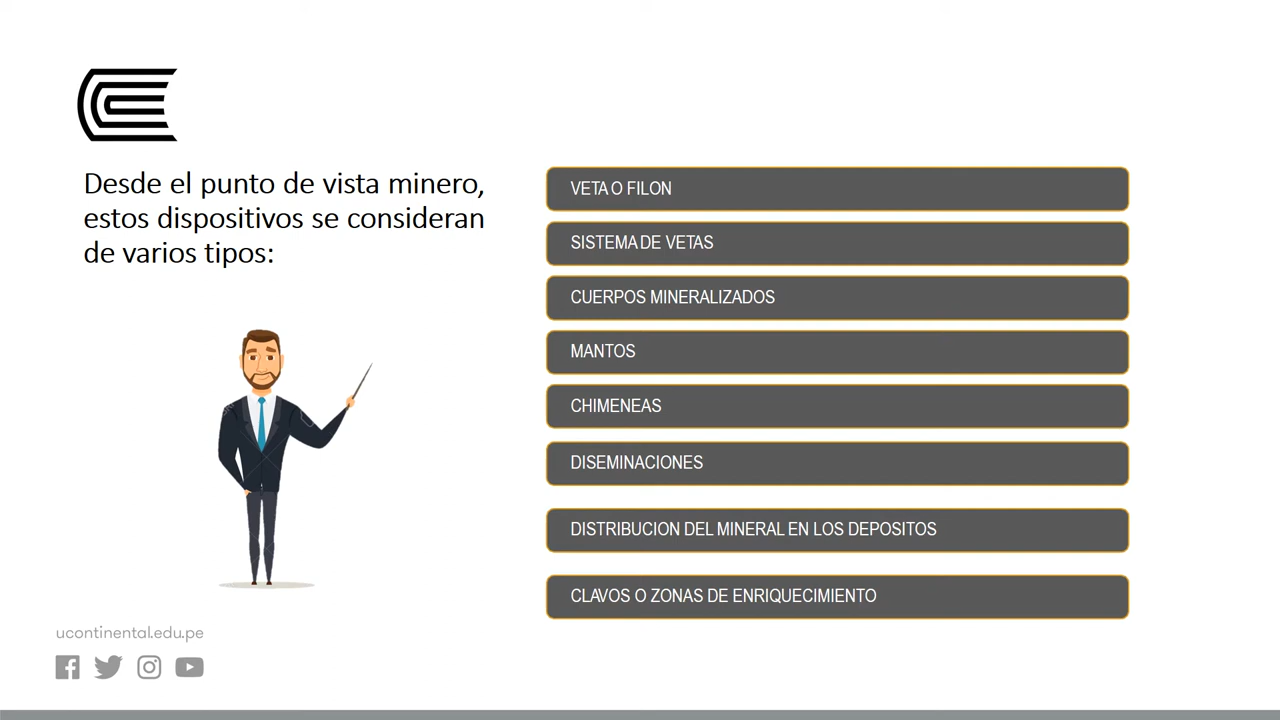 Desde el punto de vista minero,
estos dispositivos se consideran
de varios tipos:
VETA O FILON
SISTEMA DE VETAS
CUERPOS MINERALIZADOS
MANTOS
CHIMENEAS
DISEMINACIONES
DISTRIBUCION DEL MINERAL EN LOS DEPOSITOS
CLAVOS O ZONAS DE ENRIQUECIMIENTO
ucontinental.edu.pe